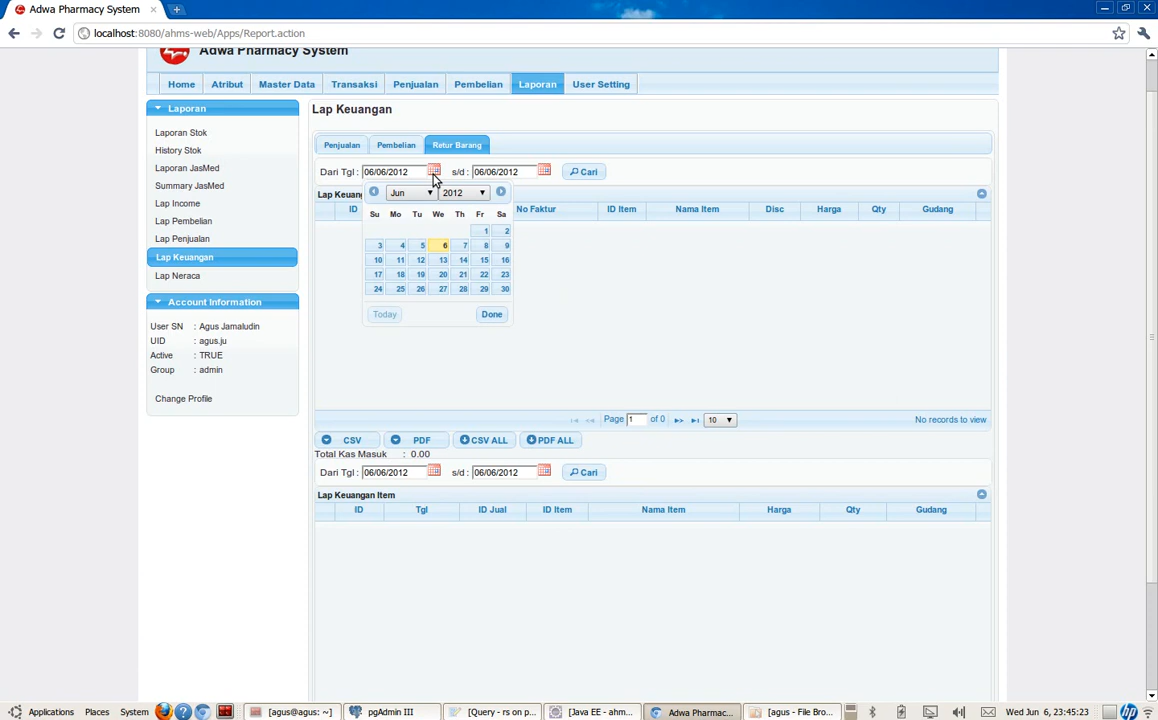 Adwa Pharmacy System
localhost:8080/ahms-web/Apps/Report.action
Adwa Pharmacy System
Home Atribut Master Data Transaksi Penjualan Pembelian Laporan User Setting
Laporan
Laporan Stok
History Stok
Laporan JasMed
Summary JasMed
Lap Income
Lap Pembelian
Lap Penjualan
Lap Keuangan
Lap Neraca
Account Information
User SN : Agus Jamaludin
UID : agus.ju
Active : TRUE
Group : admin
Change Profile
Lap Keuangan
Penjualan Pembelian Retur Barang
Dari Tgl : 06/06/2012 s/d : 06/06/2012 Cari
Lap Keuan
ID No Faktur ID Item Nama Item Disc Harga Qty Gudang
Jun 2012
Su Mo Tu We Th Fr Sa
1 2
3 4 5 6 7 8 9
10 11 12 13 14 15 16
17 18 19 20 21 22 23
24 25 26 27 28 29 30
Today Done
Page 1 of 0 10 No records to view
CSV PDF CSV ALL PDF ALL
Total Kas Masuk : 0.00
Dari Tgl : 06/06/2012 s/d : 06/06/2012 Cari
Lap Keuangan Item
ID Tgl ID Jual ID Item Nama Item Harga Qty Gudang
Applications Places System [agus@agus: ~] pgAdmin III [Query - rs on p... [Java EE - ahm... Adwa Pharmac... [agus - File Bro... Wed Jun 6, 23:45:23